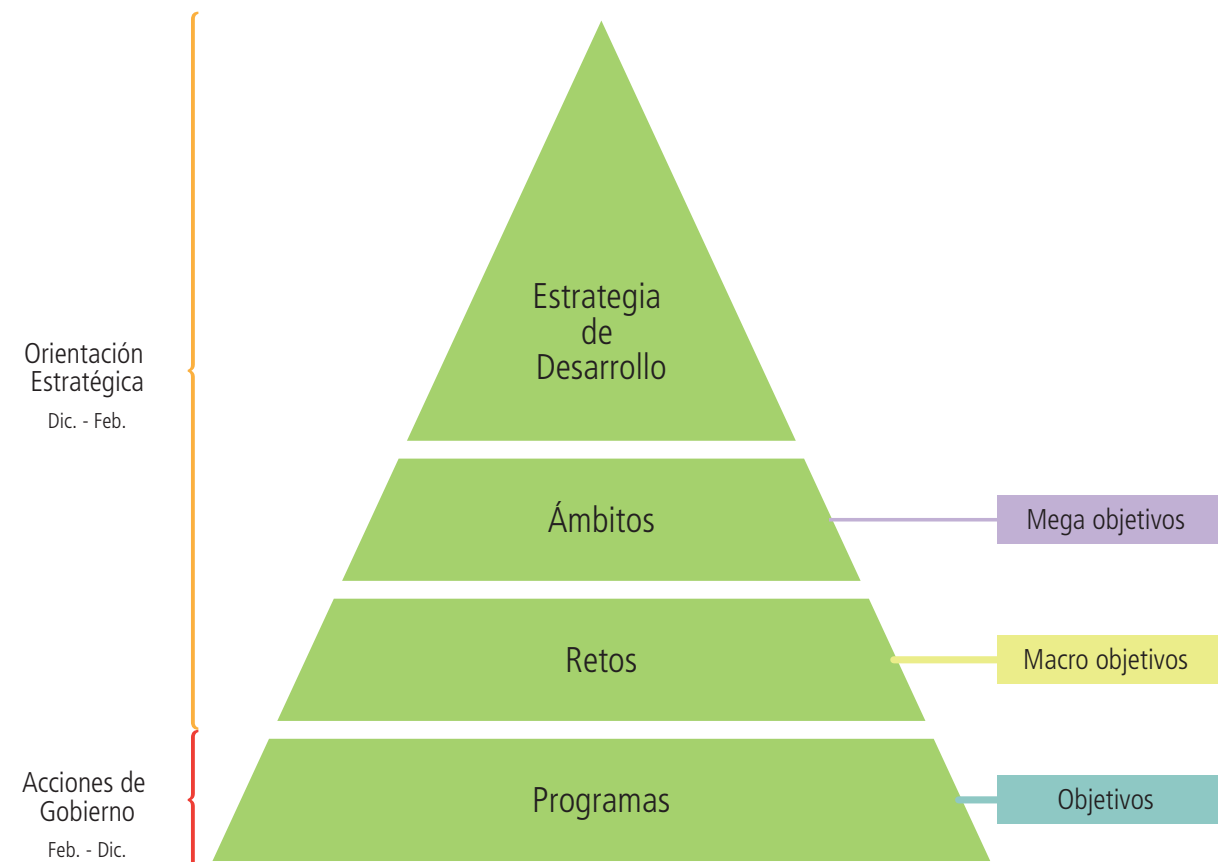 Estrategia
de
Desarrollo
Orientación
Estratégica
Dic. - Feb.
Ámbitos
Mega objetivos
Retos
Macro objetivos
Acciones de
Gobierno
Feb. - Dic.
Programas
Objetivos